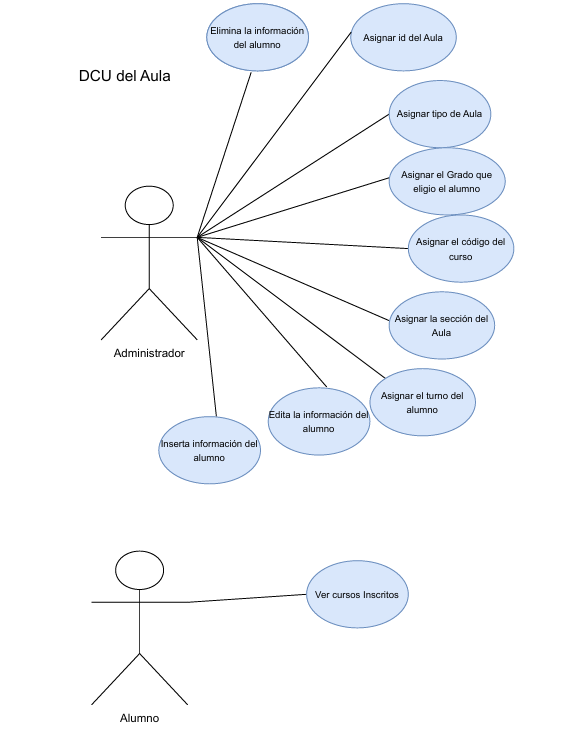 Elimina la información
del alumno
Asignar id del Aula
DCU del Aula
Asignar tipo de Aula
Asignar el Grado que
eligio el alumno
Asignar el código del
curso
Asignar la sección del
Aula
Administrador
Asignar el turno del
alumno
Edita la información del
alumno
Inserta información del
alumno
Ver cursos Inscritos
Alumno